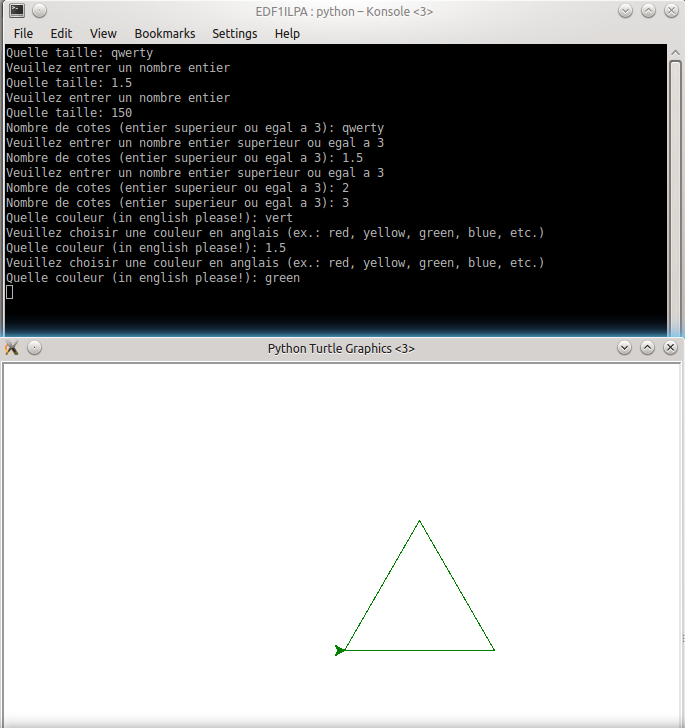 EDF1ILPA : python – Konsole <3>
File Edit View Bookmarks Settings Help
Quelle taille: qwerty
Veuillez entrer un nombre entier
Quelle taille: 1.5
Veuillez entrer un nombre entier
Quelle taille: 150
Nombre de cotes (entier superieur ou egal a 3): qwerty
Veuillez entrer un nombre entier superieur ou egal a 3
Nombre de cotes (entier superieur ou egal a 3): 1.5
Veuillez entrer un nombre entier superieur ou egal a 3
Nombre de cotes (entier superieur ou egal a 3): 2
Nombre de cotes (entier superieur ou egal a 3): 3
Quelle couleur (in english please!): vert
Veuillez choisir une couleur en anglais (ex.: red, yellow, green, blue, etc.)
Quelle couleur (in english please!): 1.5
Veuillez choisir une couleur en anglais (ex.: red, yellow, green, blue, etc.)
Quelle couleur (in english please!): green
Python Turtle Graphics <3>